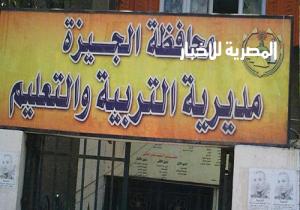 محافظة الجيزة
المصرية للأخبار
مديرية التربية والتعليم